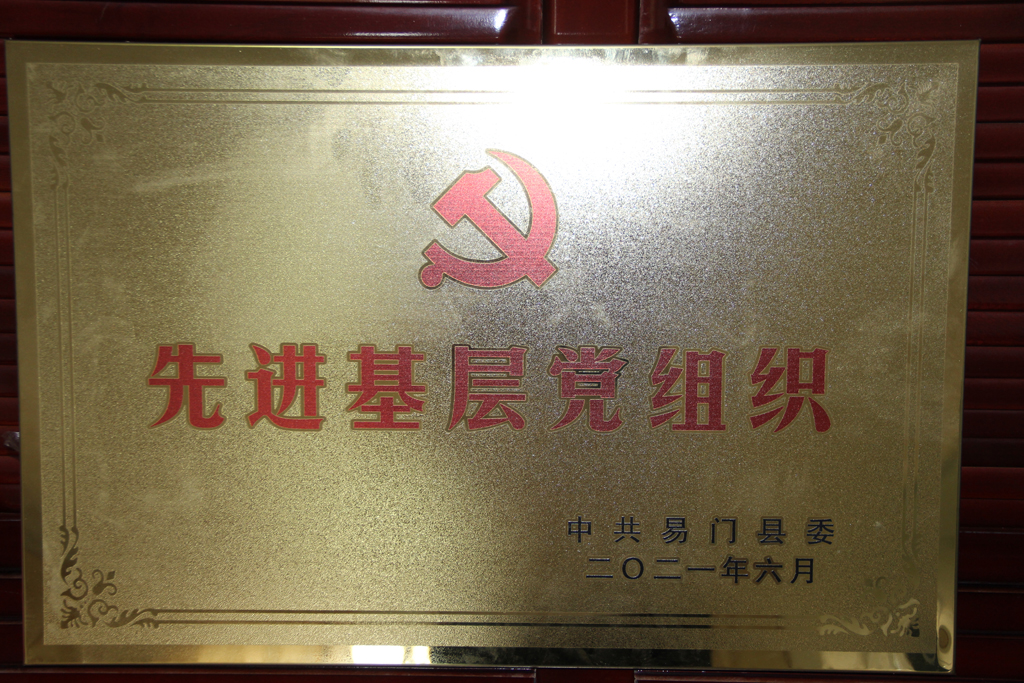 先进基层党组织
中共易门县委
二〇二一年六月